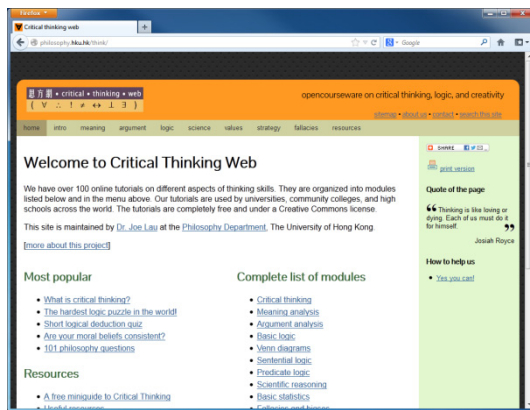 Firefox
Critical thinking web
philosophy.hku.hk/think/
Google
思方網 • critical • thinking • web
{ ∀ ∴ ! ≠ ↔ ⊥ ∃ }
opencourseware on critical thinking, logic, and creativity
sitemap • about us • contact • search this site
home intro meaning argument logic science values strategy fallacies resources
Welcome to Critical Thinking Web
We have over 100 online tutorials on different aspects of thinking skills. They are organized into modules
listed below and in the menu above. Our tutorials are used by universities, community colleges, and high
schools across the world. The tutorials are completely free and under a Creative Commons license.
This site is maintained by Dr. Joe Lau at the Philosophy Department, The University of Hong Kong.
[more about this project]
Most popular
• What is critical thinking?
• The hardest logic puzzle in the world!
• Short logical deduction quiz
• Are your moral beliefs consistent?
• 101 philosophy questions
Resources
• A free miniguide to Critical Thinking
• Useful resources
Complete list of modules
• Critical thinking
• Meaning analysis
• Argument analysis
• Basic logic
• Venn diagrams
• Sentential logic
• Predicate logic
• Scientific reasoning
• Basic statistics
• Fallacies and biases
SHARE
print version
Quote of the page
“Thinking is like loving or
dying. Each of us must do it
for himself.”
Josiah Royce
How to help us
• Yes you can!